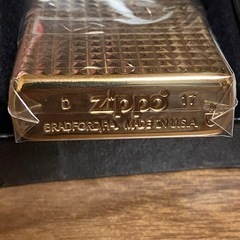 D zippo 17
BRADFORD, PA. MADE IN U.S.A.